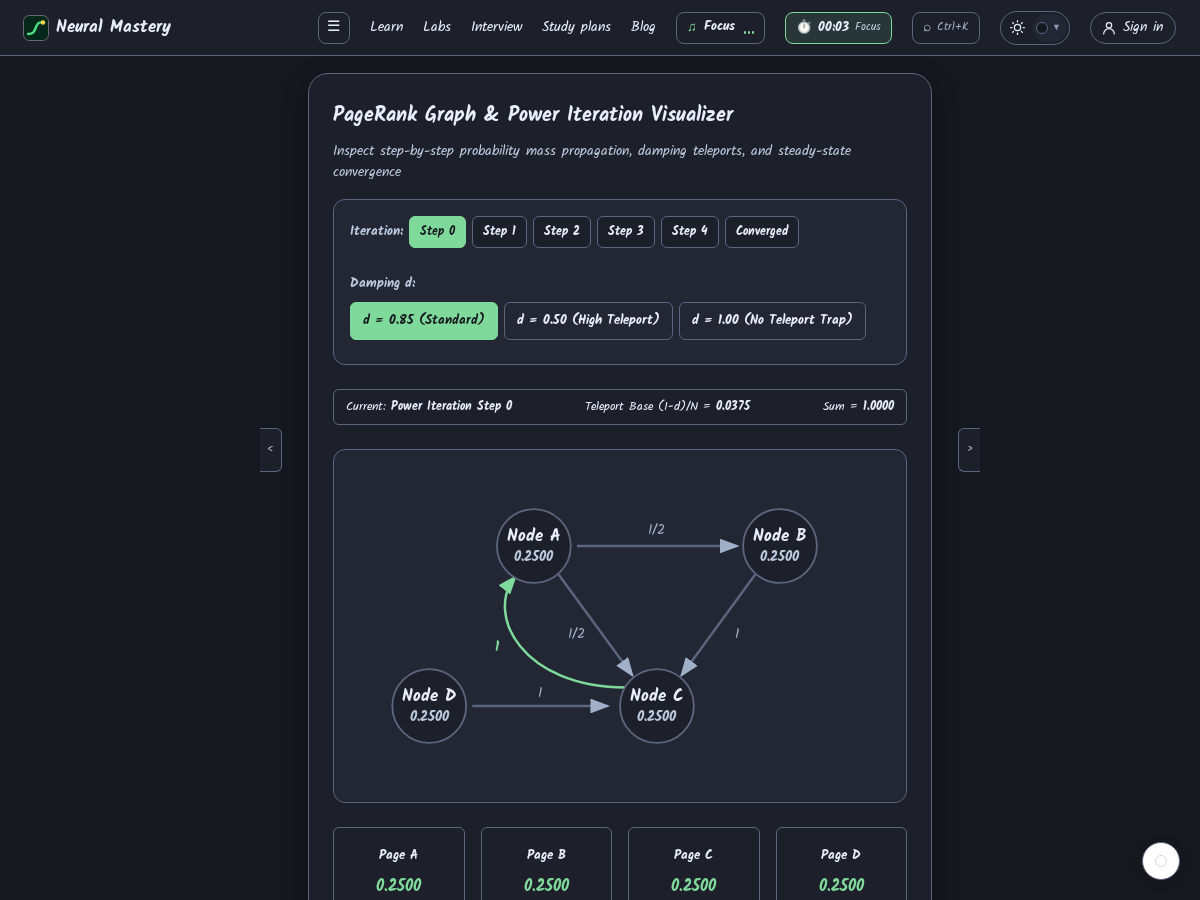 Neural Mastery
☰
Learn
Labs
Interview
Study plans
Blog
♫ Focus ...
00:03 Focus
Ctrl+K
Sign in
PageRank Graph & Power Iteration Visualizer
Inspect step-by-step probability mass propagation, damping teleports, and steady-state
convergence
Iteration: Step 0 Step 1 Step 2 Step 3 Step 4 Converged
Damping d:
d = 0.85 (Standard) d = 0.50 (High Teleport) d = 1.00 (No Teleport Trap)
Current: Power Iteration Step 0 Teleport Base (1-d)/N = 0.0375 Sum = 1.0000
<
>
Node A
0.2500
1/2
Node B
0.2500
1/2
1
1
Node D
0.2500
1
Node C
0.2500
Page A
0.2500
Page B
0.2500
Page C
0.2500
Page D
0.2500